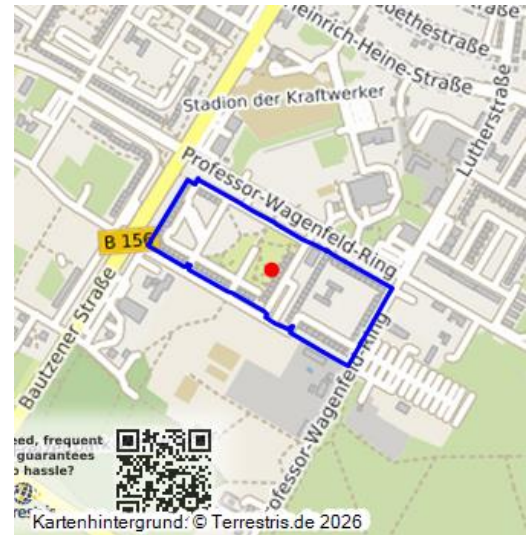 Goethestraße
Heinrich-Heine-Straße
Stadion der Kraftwerker
Lutherstraße
Professor-Wagenfeld-Ring
B 156
Bautzener Straße
Professor-Wagenfeld-Ring
eed, frequent
guarantees
o hassle?
restris
Kartenhintergrund: © Terrestris.de 2026